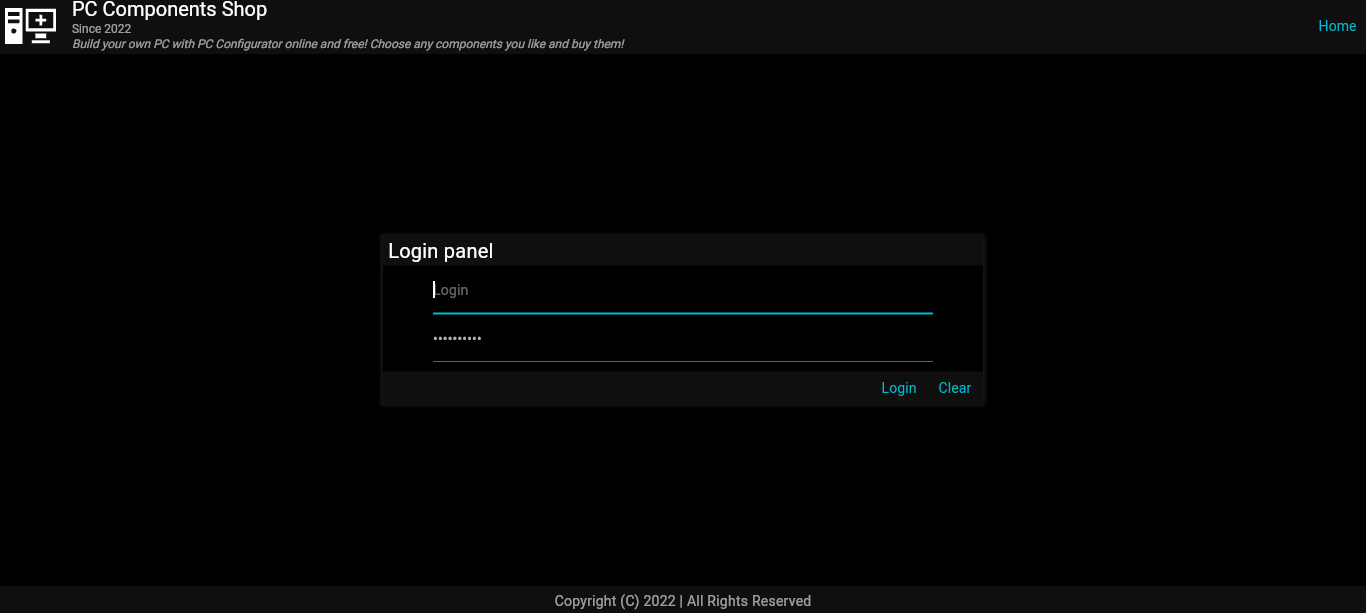 PC Components Shop
Since 2022
Build your own PC with PC Configurator online and free! Choose any components you like and buy them!
Home
Login panel
Login
••••••••••
Login Clear
Copyright (C) 2022 | All Rights Reserved